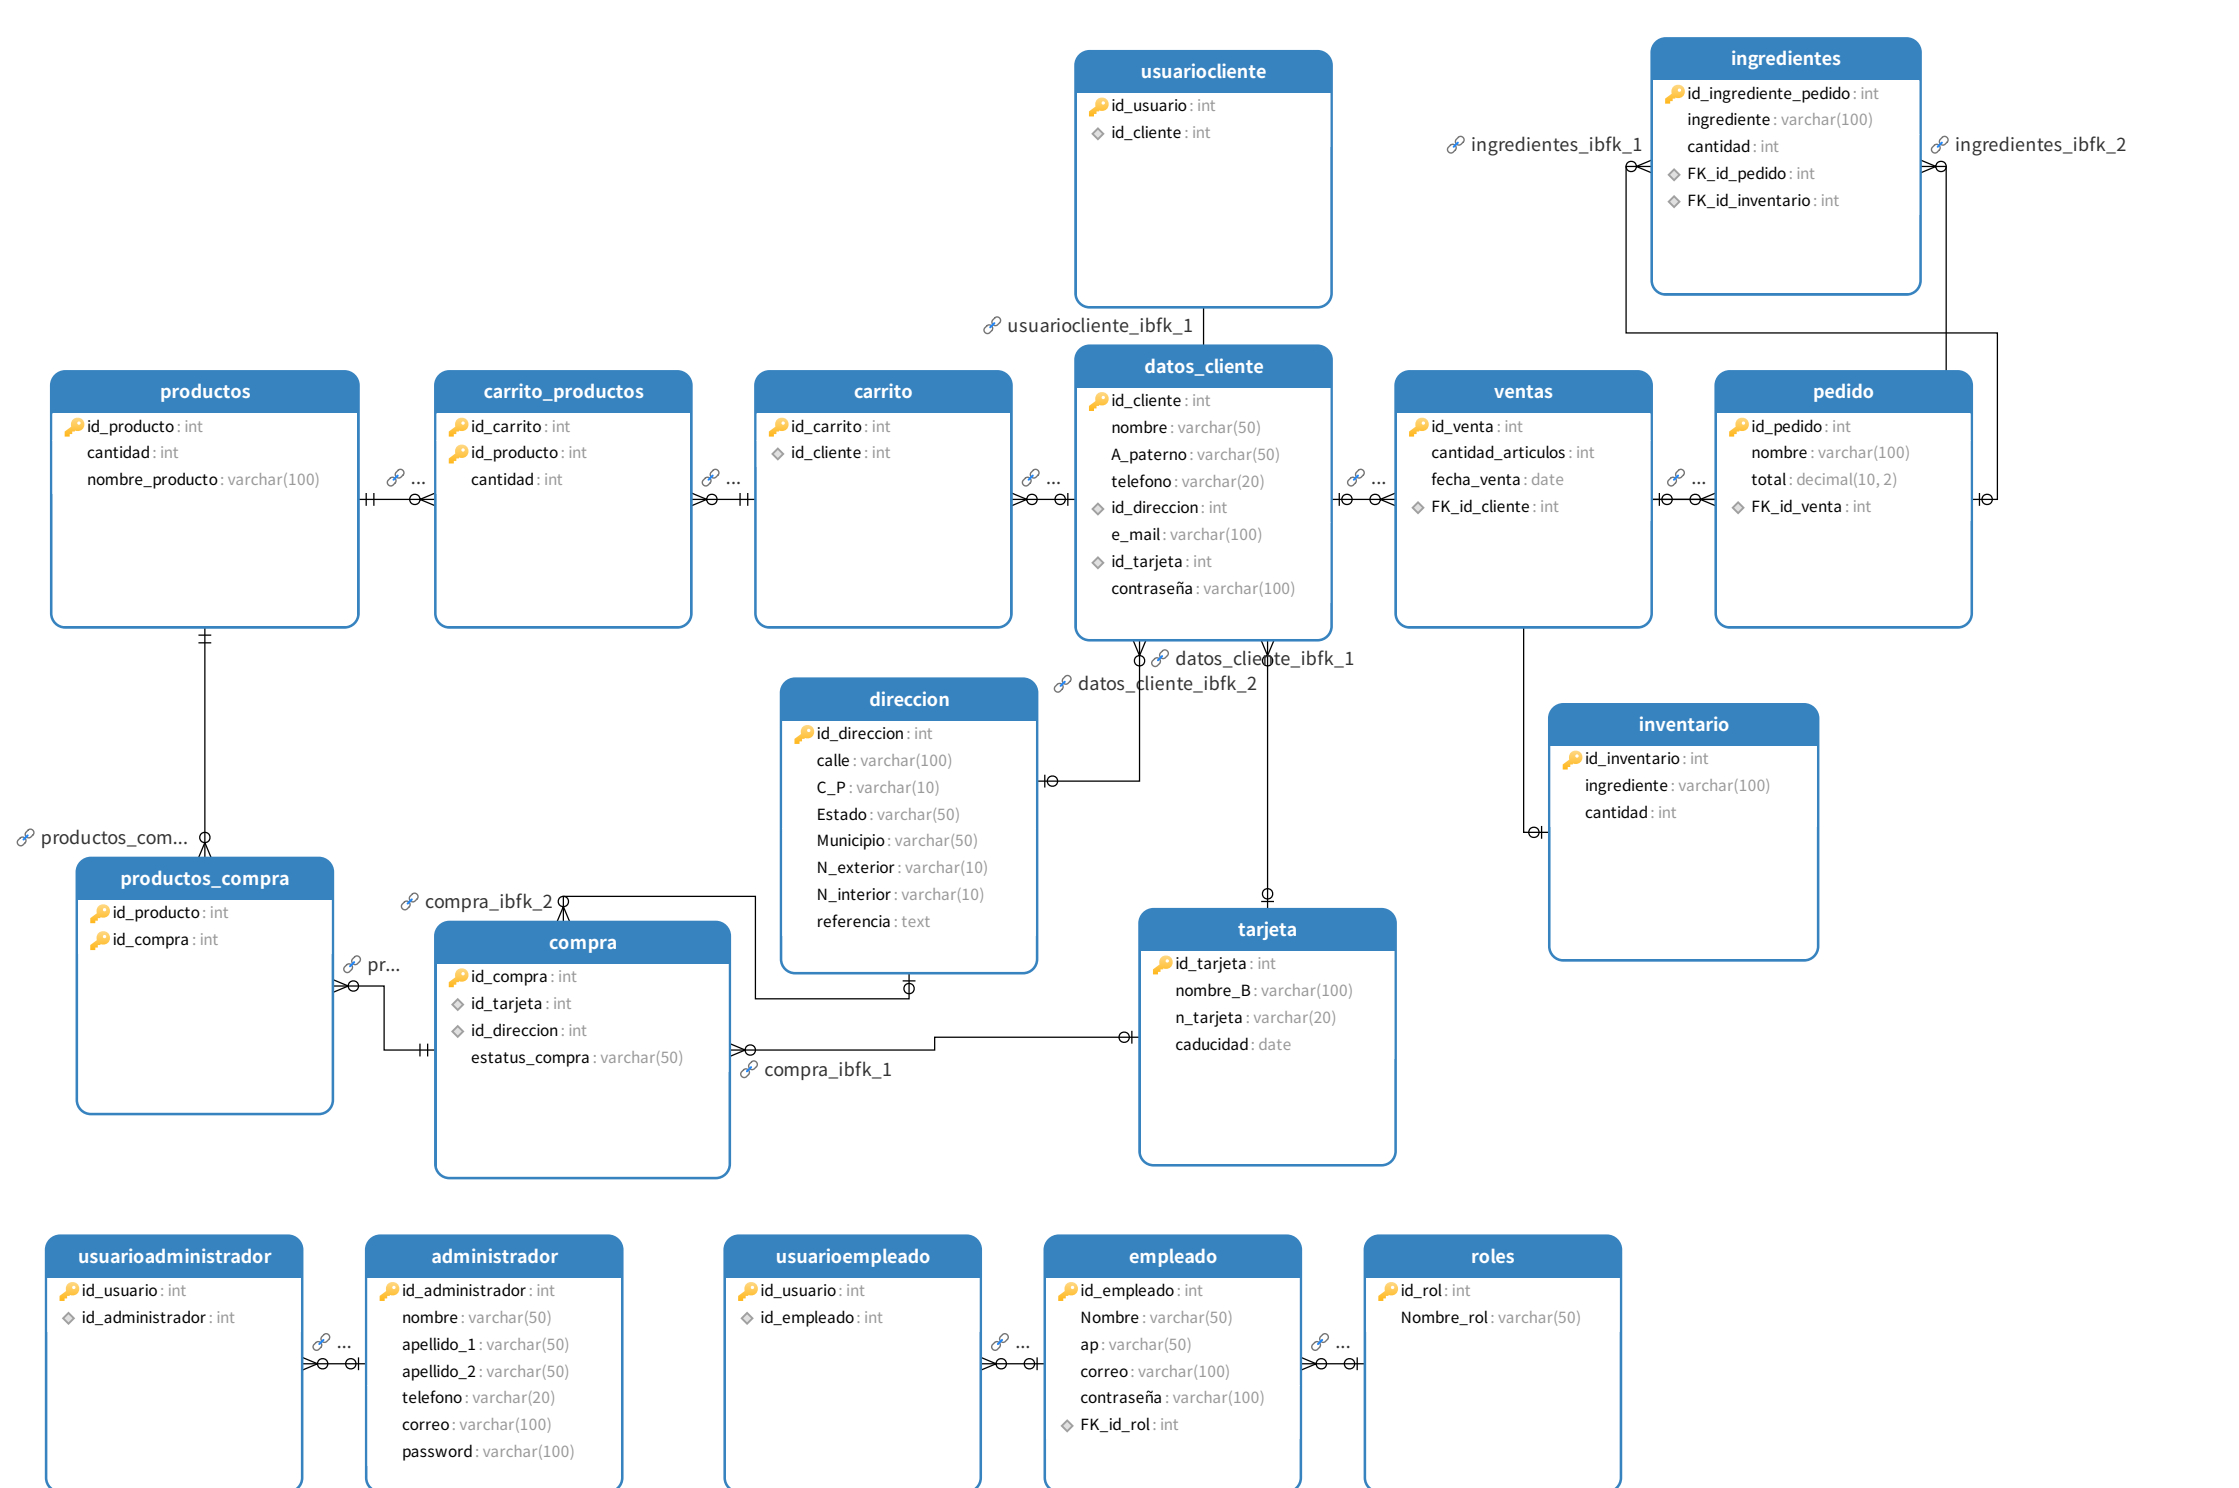 usuariocliente
id_usuario : int
id_cliente : int
ingredientes
id_ingrediente_pedido : int
ingrediente : varchar(100)
cantidad : int
FK_id_pedido : int
FK_id_inventario : int
ingredientes_ibfk_1
ingredientes_ibfk_2
usuariocliente_ibfk_1
productos
id_producto : int
cantidad : int
nombre_producto : varchar(100)
...
carrito_productos
id_carrito : int
id_producto : int
cantidad : int
...
carrito
id_carrito : int
id_cliente : int
...
datos_cliente
id_cliente : int
nombre : varchar(50)
A_paterno : varchar(50)
telefono : varchar(20)
id_direccion : int
e_mail : varchar(100)
id_tarjeta : int
contraseña : varchar(100)
...
ventas
id_venta : int
cantidad_articulos : int
fecha_venta : date
FK_id_cliente : int
...
pedido
id_pedido : int
nombre : varchar(100)
total : decimal(10, 2)
FK_id_venta : int
datos_cliente_ibfk_1
datos_cliente_ibfk_2
direccion
id_direccion : int
calle : varchar(100)
C_P : varchar(10)
Estado : varchar(50)
Municipio : varchar(50)
N_exterior : varchar(10)
N_interior : varchar(10)
referencia : text
inventario
id_inventario : int
ingrediente : varchar(100)
cantidad : int
productos_com...
productos_compra
id_producto : int
id_compra : int
pr...
compra_ibfk_2
compra
id_compra : int
id_tarjeta : int
id_direccion : int
estatus_compra : varchar(50)
compra_ibfk_1
tarjeta
id_tarjeta : int
nombre_B : varchar(100)
n_tarjeta : varchar(20)
caducidad : date
usuarioadministrador
id_usuario : int
id_administrador : int
...
administrador
id_administrador : int
nombre : varchar(50)
apellido_1 : varchar(50)
apellido_2 : varchar(50)
telefono : varchar(20)
correo : varchar(100)
password : varchar(100)
usuarioempleado
id_usuario : int
id_empleado : int
...
empleado
id_empleado : int
Nombre : varchar(50)
ap : varchar(50)
correo : varchar(100)
contraseña : varchar(100)
FK_id_rol : int
...
roles
id_rol : int
Nombre_rol : varchar(50)